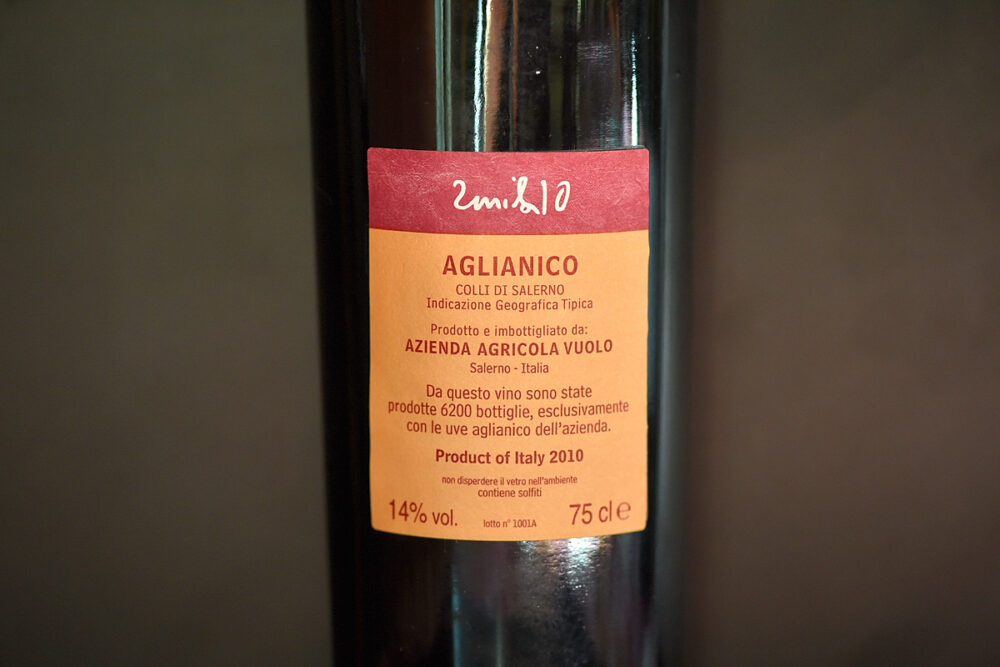 AGLIANICO
COLLI DI SALERNO
Indicazione Geografica Tipica
Prodotto e imbottigliato da:
AZIENDA AGRICOLA VUOLO
Salerno - Italia
Da questo vino sono state
prodotte 6200 bottiglie, esclusivamente
con le uve aglianico dell'azienda.
Product of Italy 2010
non disperdere il vetro nell'ambiente
contiene solfiti
14% vol. lotto n° 1001A 75 cl e